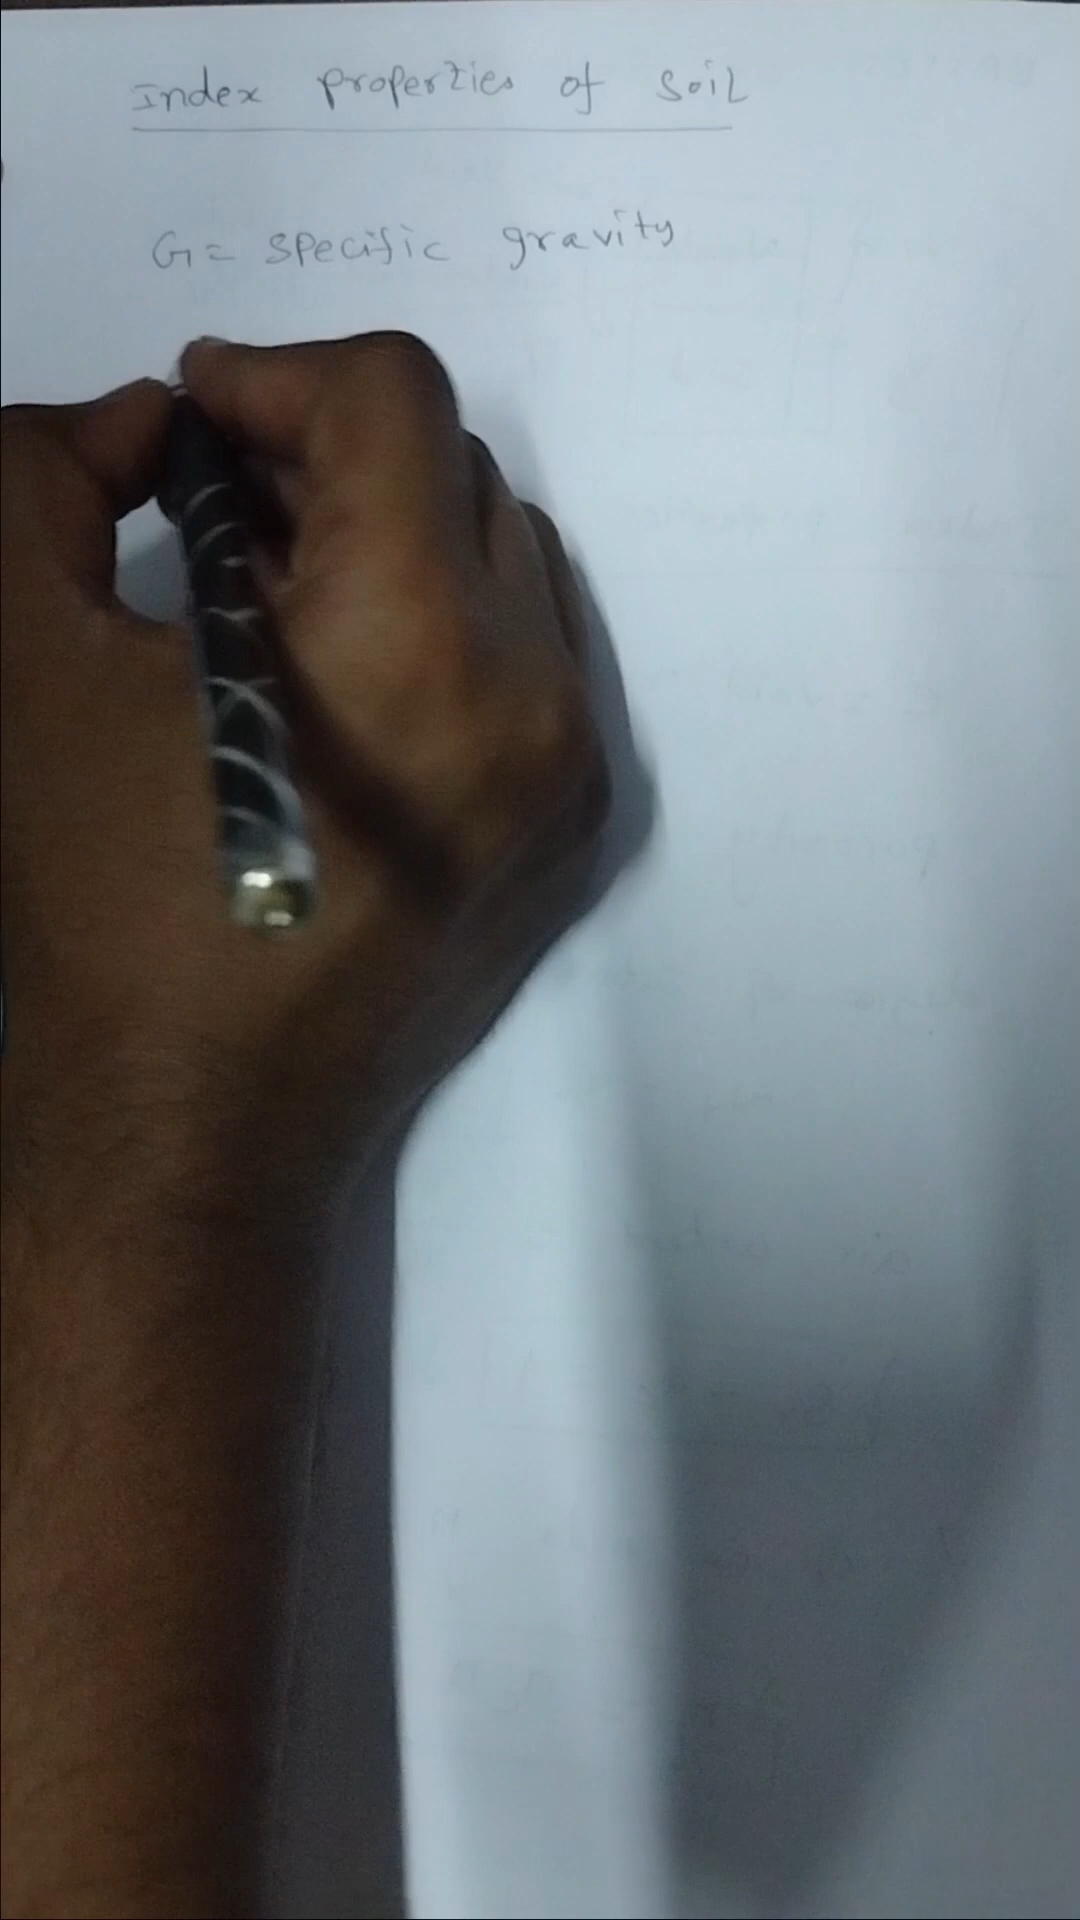 Index properties of soil
G = specific gravity